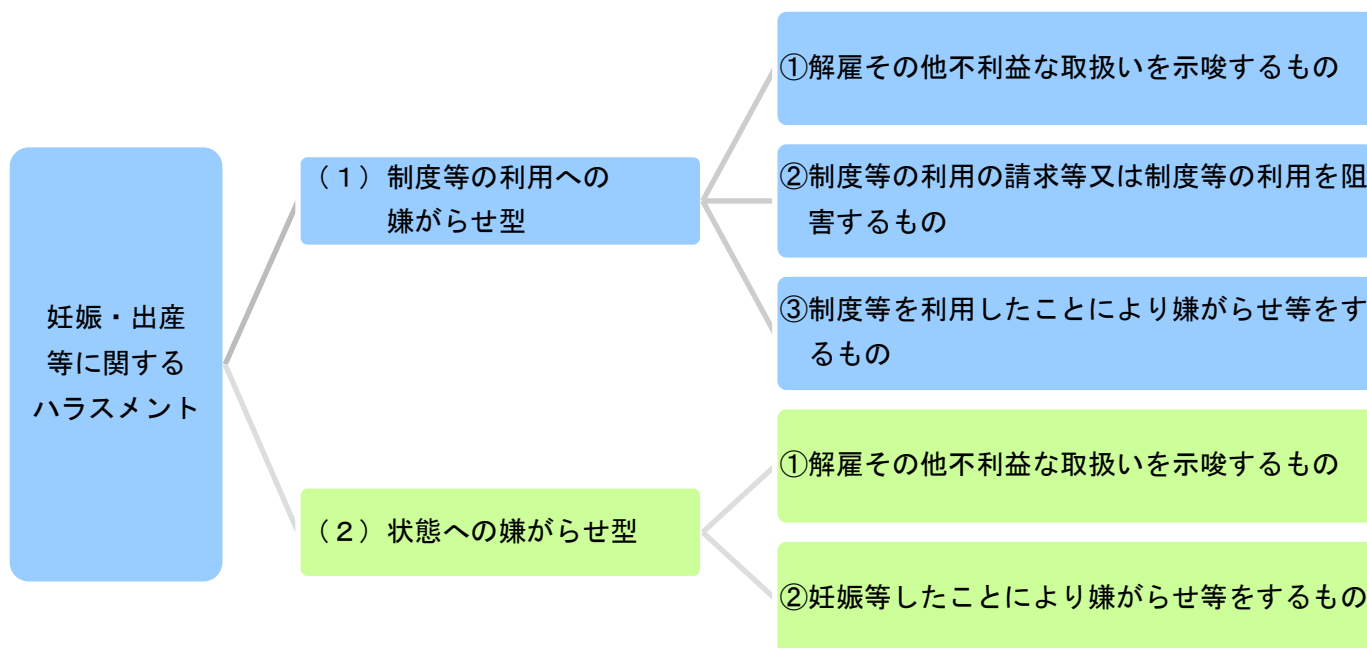 妊娠・出産
等に関する
ハラスメント
（１）制度等の利用への
嫌がらせ型
①解雇その他不利益な取扱いを示唆するもの
②制度等の利用の請求等又は制度等の利用を阻
害するもの
③制度等を利用したことにより嫌がらせ等をす
るもの
（２）状態への嫌がらせ型
①解雇その他不利益な取扱いを示唆するもの
②妊娠等したことにより嫌がらせ等をするもの